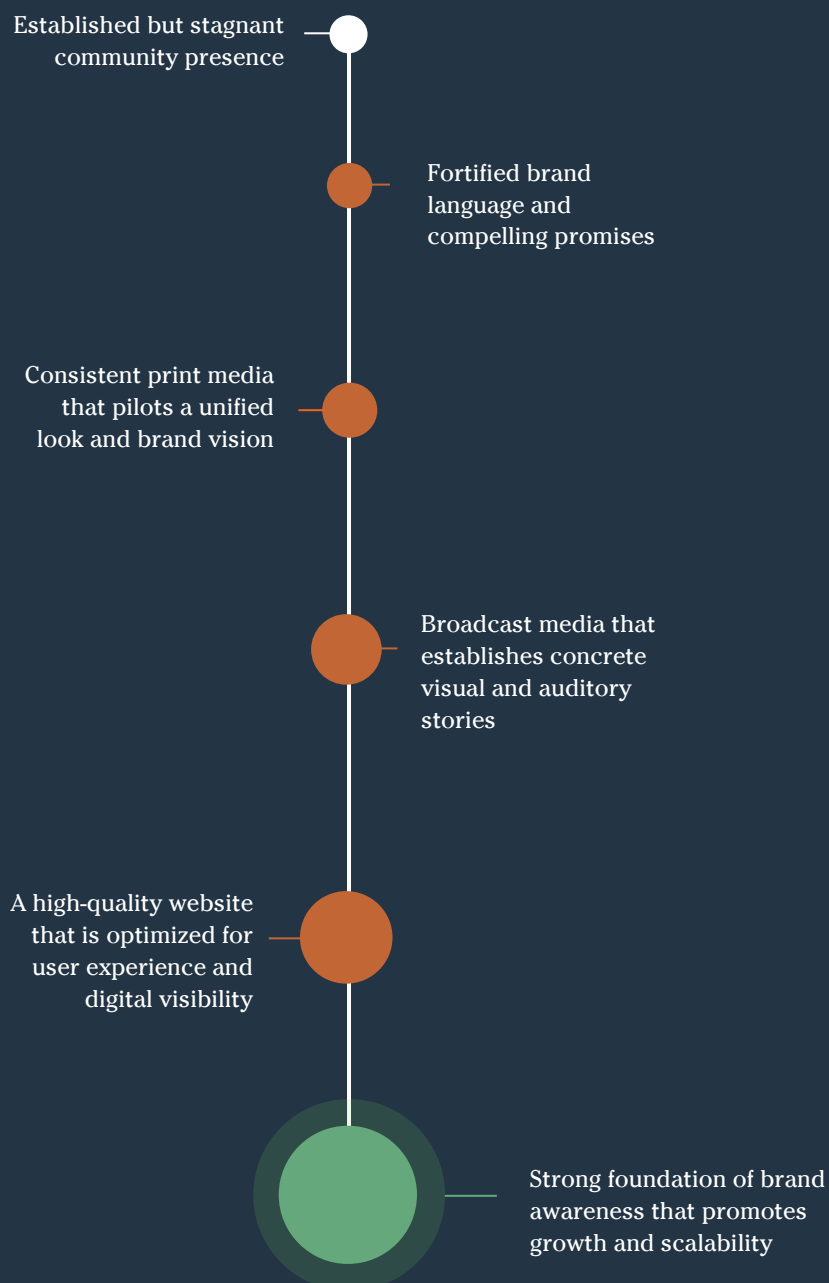 Established but stagnant
community presence
Fortified brand
language and
compelling promises
Consistent print media
that pilots a unified
look and brand vision
Broadcast media that
establishes concrete
visual and auditory
stories
A high-quality website
that is optimized for
user experience and
digital visibility
Strong foundation of brand
awareness that promotes
growth and scalability